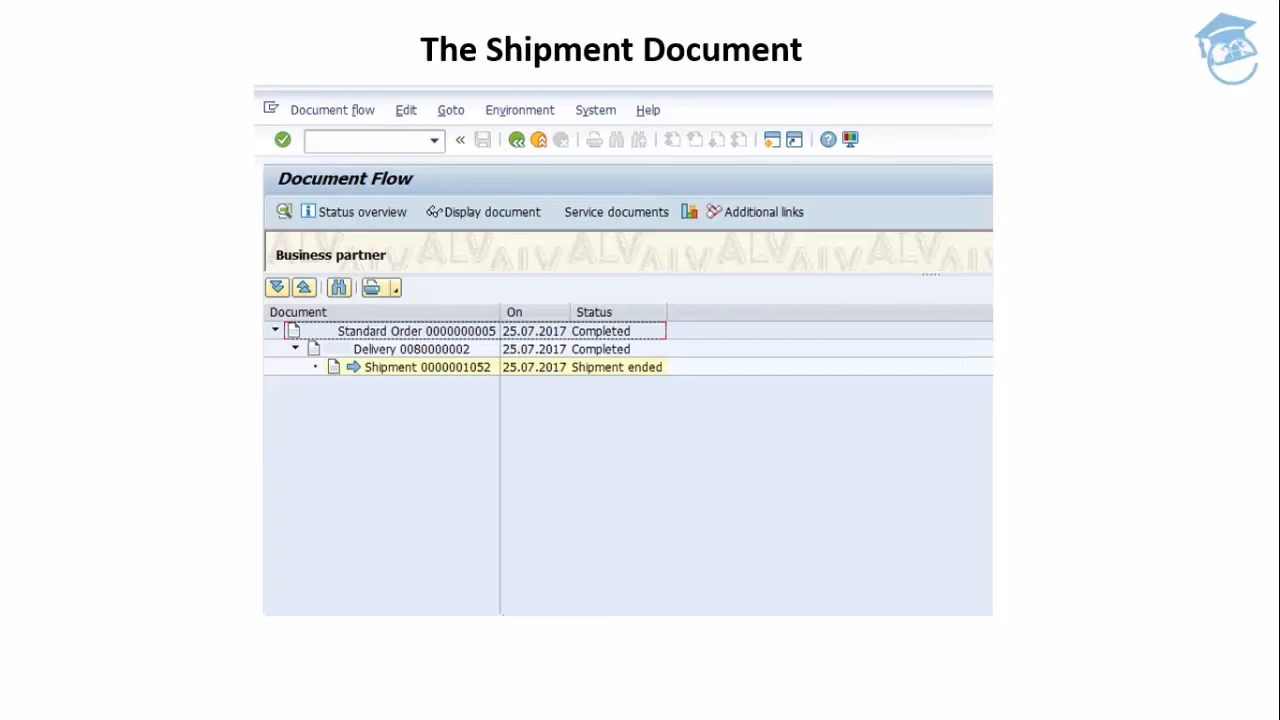 The Shipment Document
Document flow Edit Goto Environment System Help
Document Flow
Status overview Display document Service documents Additional links
Business partner
Document On Status
Standard Order 0000000005 25.07.2017 Completed
Delivery 0080000002 25.07.2017 Completed
Shipment 0000001052 25.07.2017 Shipment ended